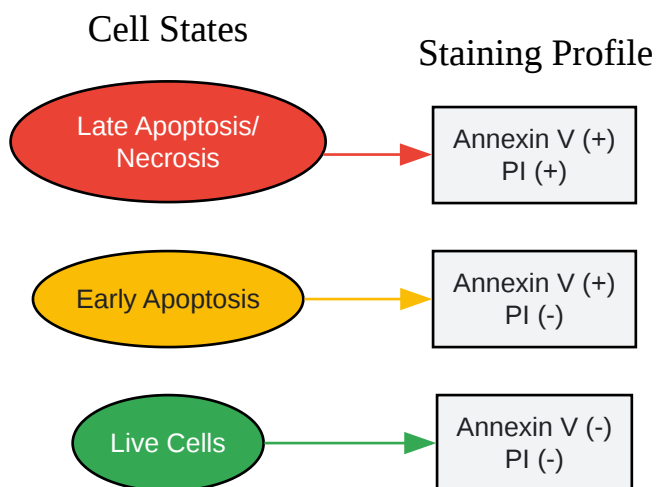 Cell States
Staining Profile
Late Apoptosis/
Necrosis
Annexin V (+)
PI (+)
Early Apoptosis
Annexin V (+)
PI (-)
Live Cells
Annexin V (-)
PI (-)